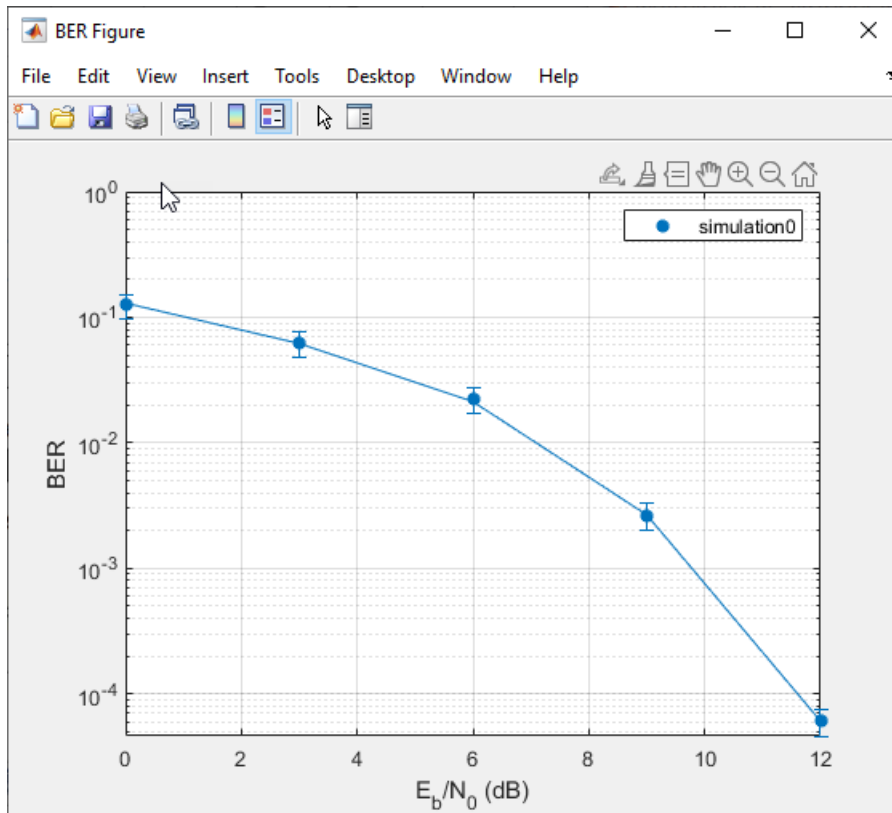 BER Figure
File Edit View Insert Tools Desktop Window Help
simulation0
10^0
10^-1
10^-2
10^-3
10^-4
BER
0 2 4 6 8 10 12
E_b/N_0 (dB)